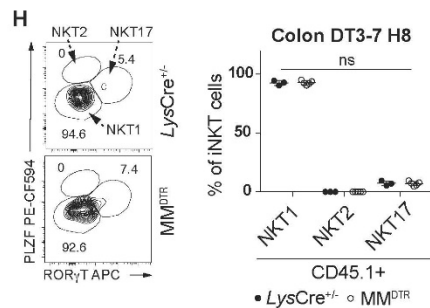 H
NKT2 NKT17
0 5.4
NKT1
94.6
LysCre+/-
0 7.4
92.6
MMDTR
PLZF PE-CF594
RORγT APC
Colon DT3-7 H8
ns
100
50
0
% of iNKT cells
NKT1 NKT2 NKT17
CD45.1+
● LysCre+/- ○ MMDTR